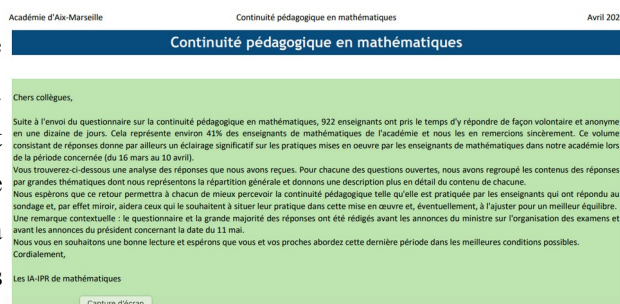 Académie d'Aix-Marseille Continuité pédagogique en mathématiques Avril 202
Continuité pédagogique en mathématiques
Chers collègues,
Suite à l'envoi du questionnaire sur la continuité pédagogique en mathématiques, 922 enseignants ont pris le temps d'y répondre de façon volontaire et anonyme
en une dizaine de jours. Cela représente environ 41% des enseignants de mathématiques de l'académie et nous les en remercions sincèrement. Ce volume
consistant de réponses donne par ailleurs un éclairage significatif sur les pratiques mises en oeuvre par les enseignants de mathématiques dans notre académie lors
de la période concernée (du 16 mars au 10 avril).
Vous trouverez-ci-dessous une analyse des réponses que nous avons reçues. Pour chacune des questions ouvertes, nous avons regroupé les contenus des réponses
par grandes thématiques dont nous représentons la répartition générale et donnons une description plus en détail du contenu de chacune.
Nous espérons que ce retour permettra à chacun de mieux percevoir la continuité pédagogique telle qu'elle est pratiquée par les enseignants qui ont répondu au
sondage et, par effet miroir, aidera ceux qui le souhaitent à situer leur pratique dans cette mise en œuvre et, éventuellement, à l'ajuster pour un meilleur équilibre.
Une remarque contextuelle : le questionnaire et la grande majorité des réponses ont été rédigés avant les annonces du ministre sur l'organisation des examens et
avant les annonces du président concernant la date du 11 mai.
Nous vous en souhaitons une bonne lecture et espérons que vous et vos proches abordez cette dernière période dans les meilleures conditions possibles.
Cordialement,
Les IA-IPR de mathématiques
Capture d'écran